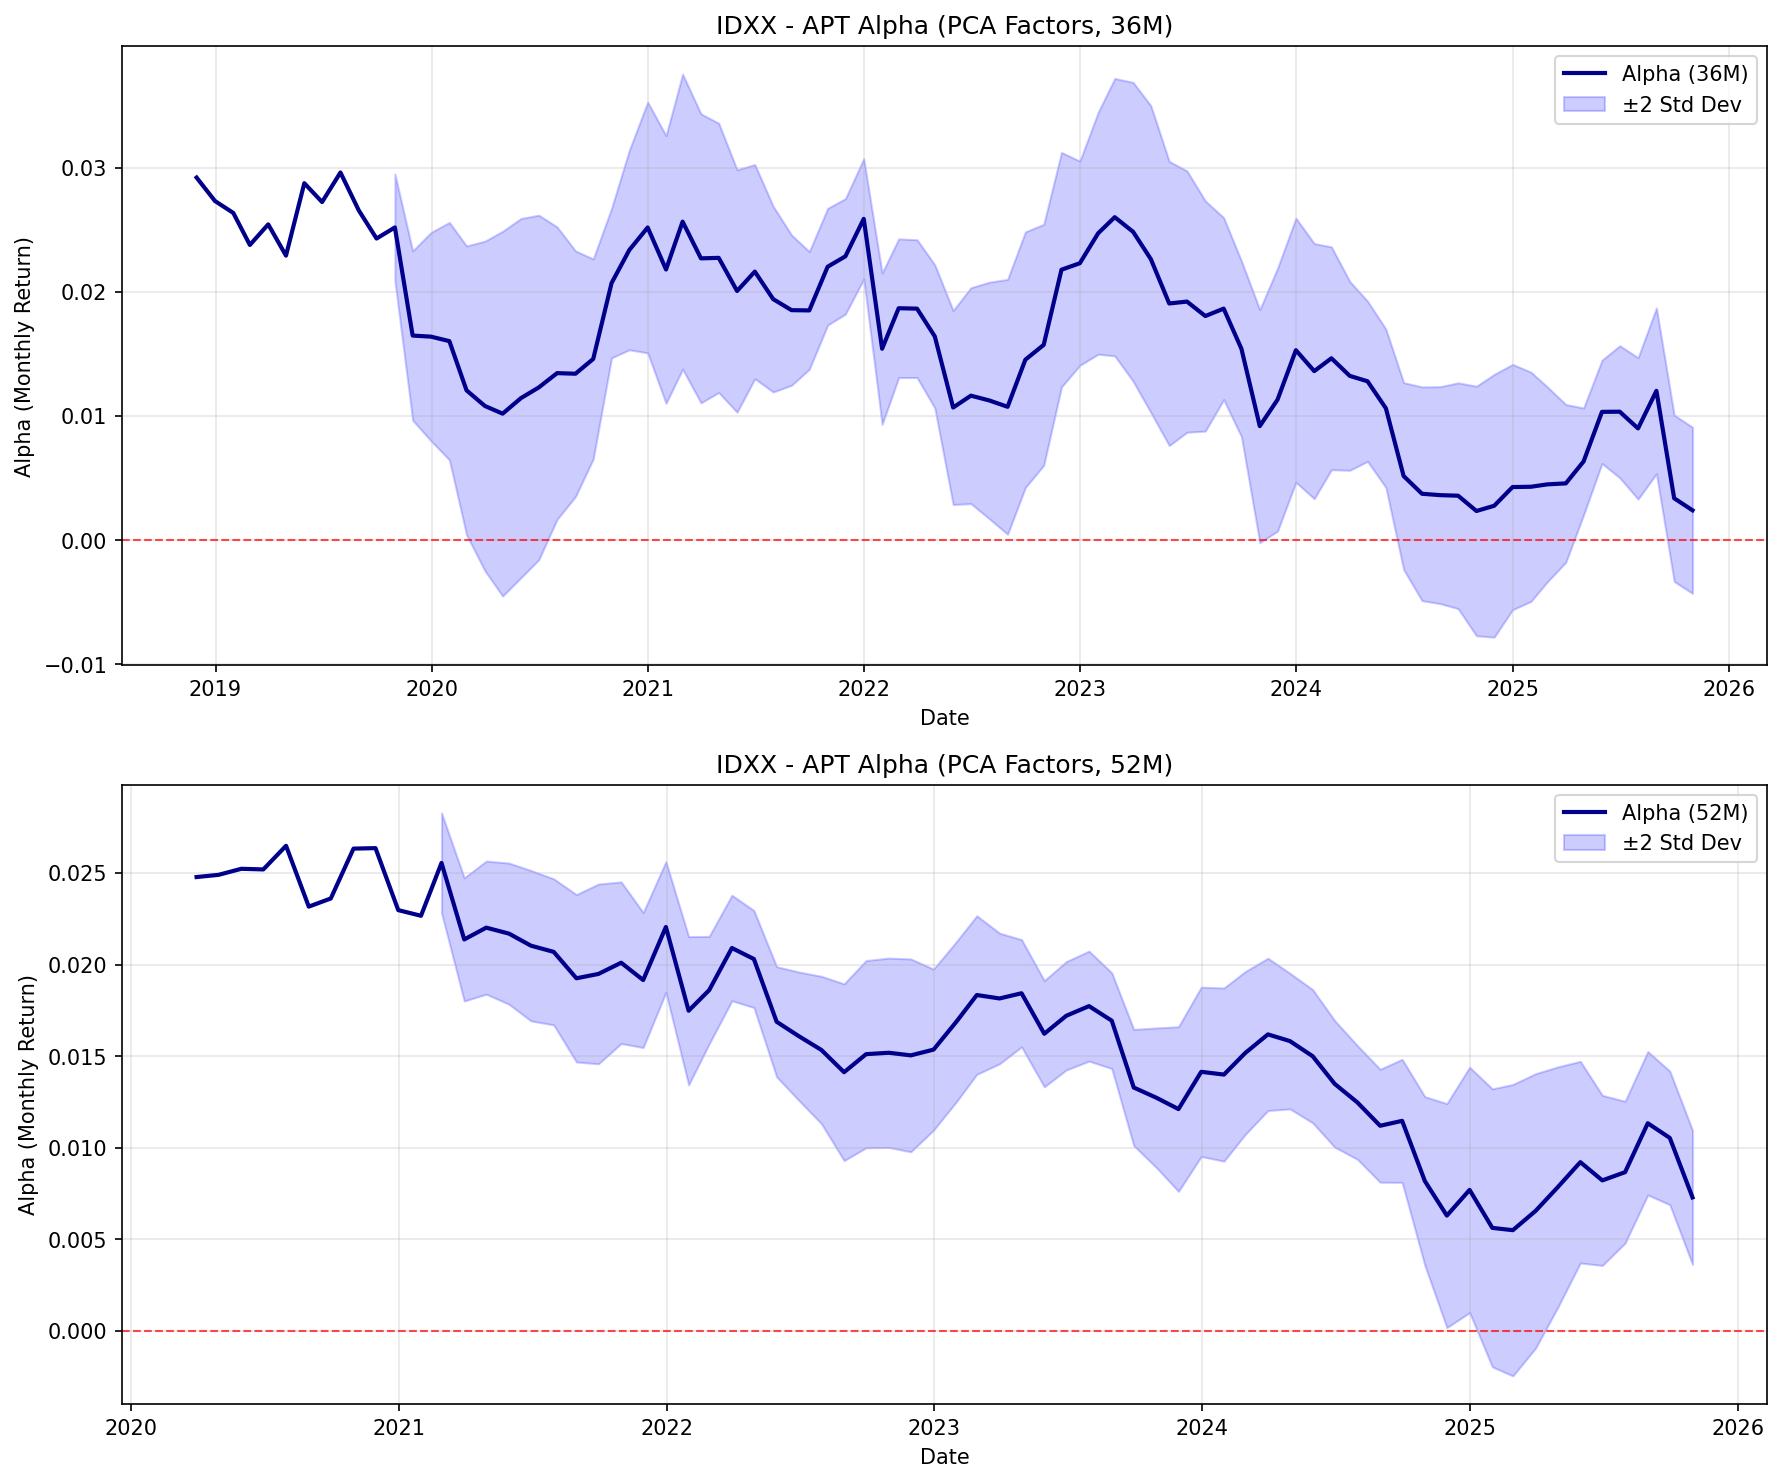 IDXX - APT Alpha (PCA Factors, 36M)
Alpha (36M)
±2 Std Dev
Alpha (Monthly Return)
0.03
0.02
0.01
0.00
−0.01
2019 2020 2021 2022 2023 2024 2025 2026
Date
IDXX - APT Alpha (PCA Factors, 52M)
Alpha (52M)
±2 Std Dev
Alpha (Monthly Return)
0.025
0.020
0.015
0.010
0.005
0.000
2020 2021 2022 2023 2024 2025 2026
Date